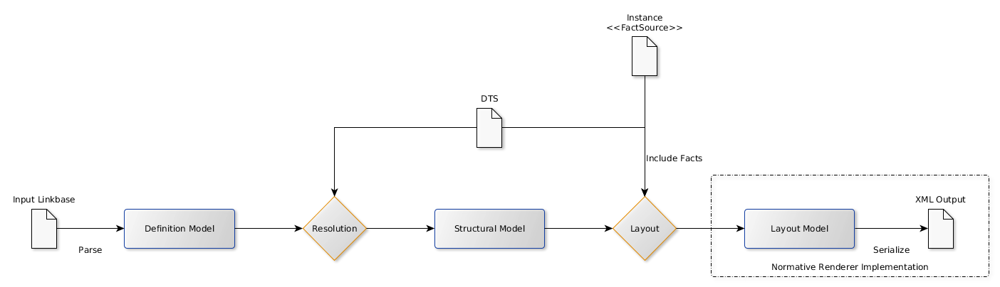 Instance
<<FactSource>>
DTS
Include Facts
Input Linkbase
XML Output
Definition Model
Resolution
Structural Model
Layout
Layout Model
Parse
Serialize
Normative Renderer Implementation